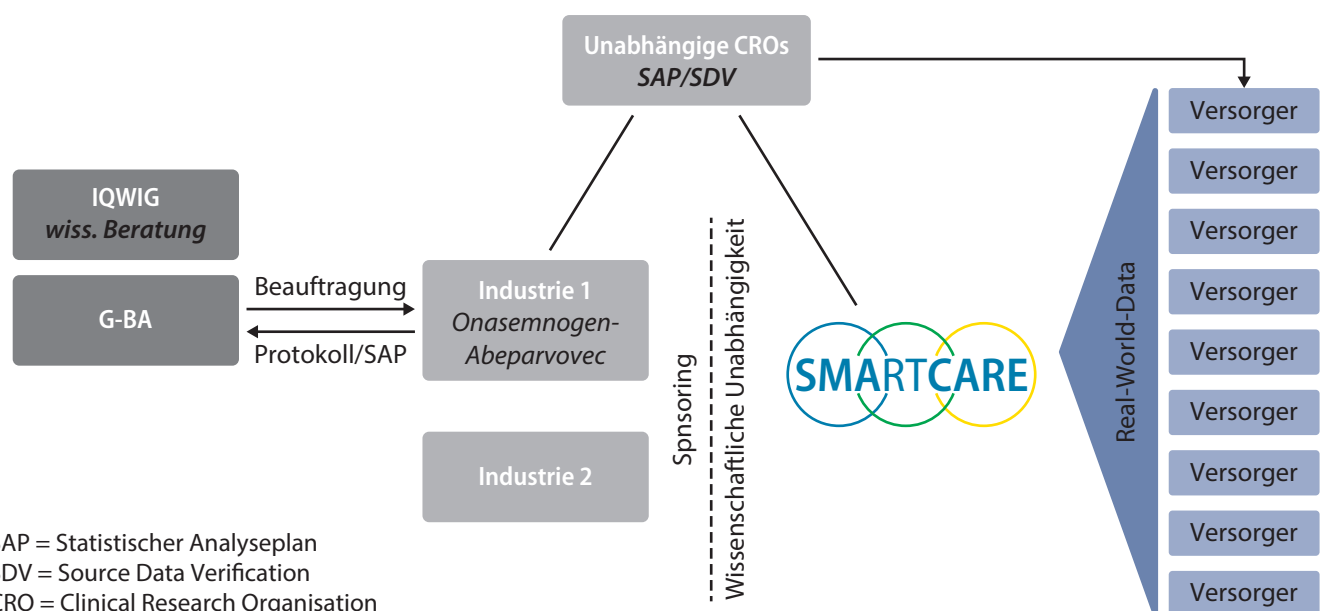 Unabhängige CROs
SAP/SDV
IQWIG
wiss. Beratung
G-BA
Beauftragung
Protokoll/SAP
Industrie 1
Onasemnogen-
Abeparvovec
Industrie 2
Spnsoring
Wissenschaftliche Unabhängigkeit
SMARTCARE
Real-World-Data
Versorger
Versorger
Versorger
Versorger
Versorger
Versorger
Versorger
Versorger
Versorger
AP = Statistischer Analyseplan
DV = Source Data Verification
CRO = Clinical Research Organisation